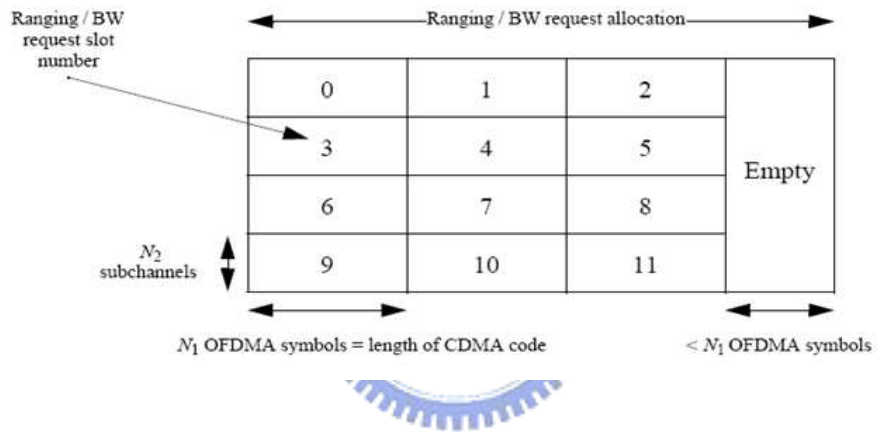 Ranging / BW
request slot
number
Ranging / BW request allocation
0 1 2
3 4 5
Empty
6 7 8
9 10 11
N2
subchannels
N1 OFDMA symbols = length of CDMA code
< N1 OFDMA symbols